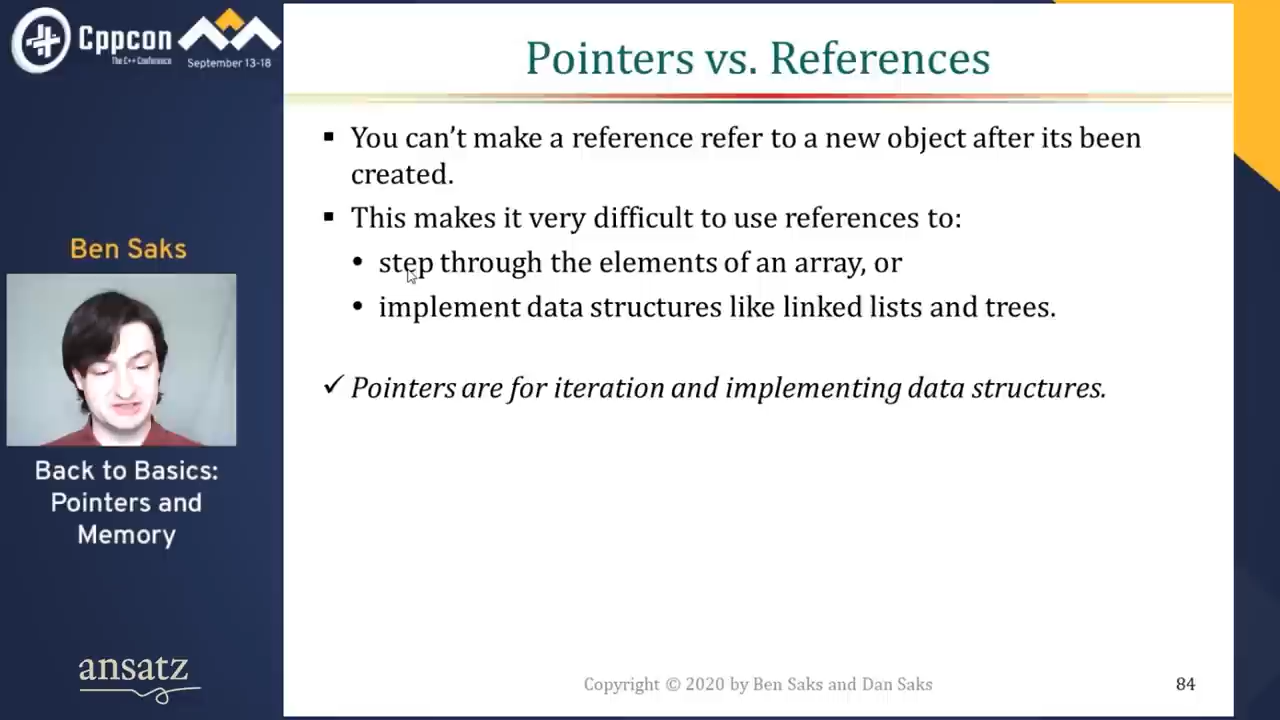 Cppcon
The C++ Conference
September 13-18
Ben Saks
Back to Basics:
Pointers and
Memory
ansatz
Pointers vs. References
▪ You can’t make a reference refer to a new object after its been
created.
▪ This makes it very difficult to use references to:
• step through the elements of an array, or
• implement data structures like linked lists and trees.
✓ Pointers are for iteration and implementing data structures.
Copyright © 2020 by Ben Saks and Dan Saks
84